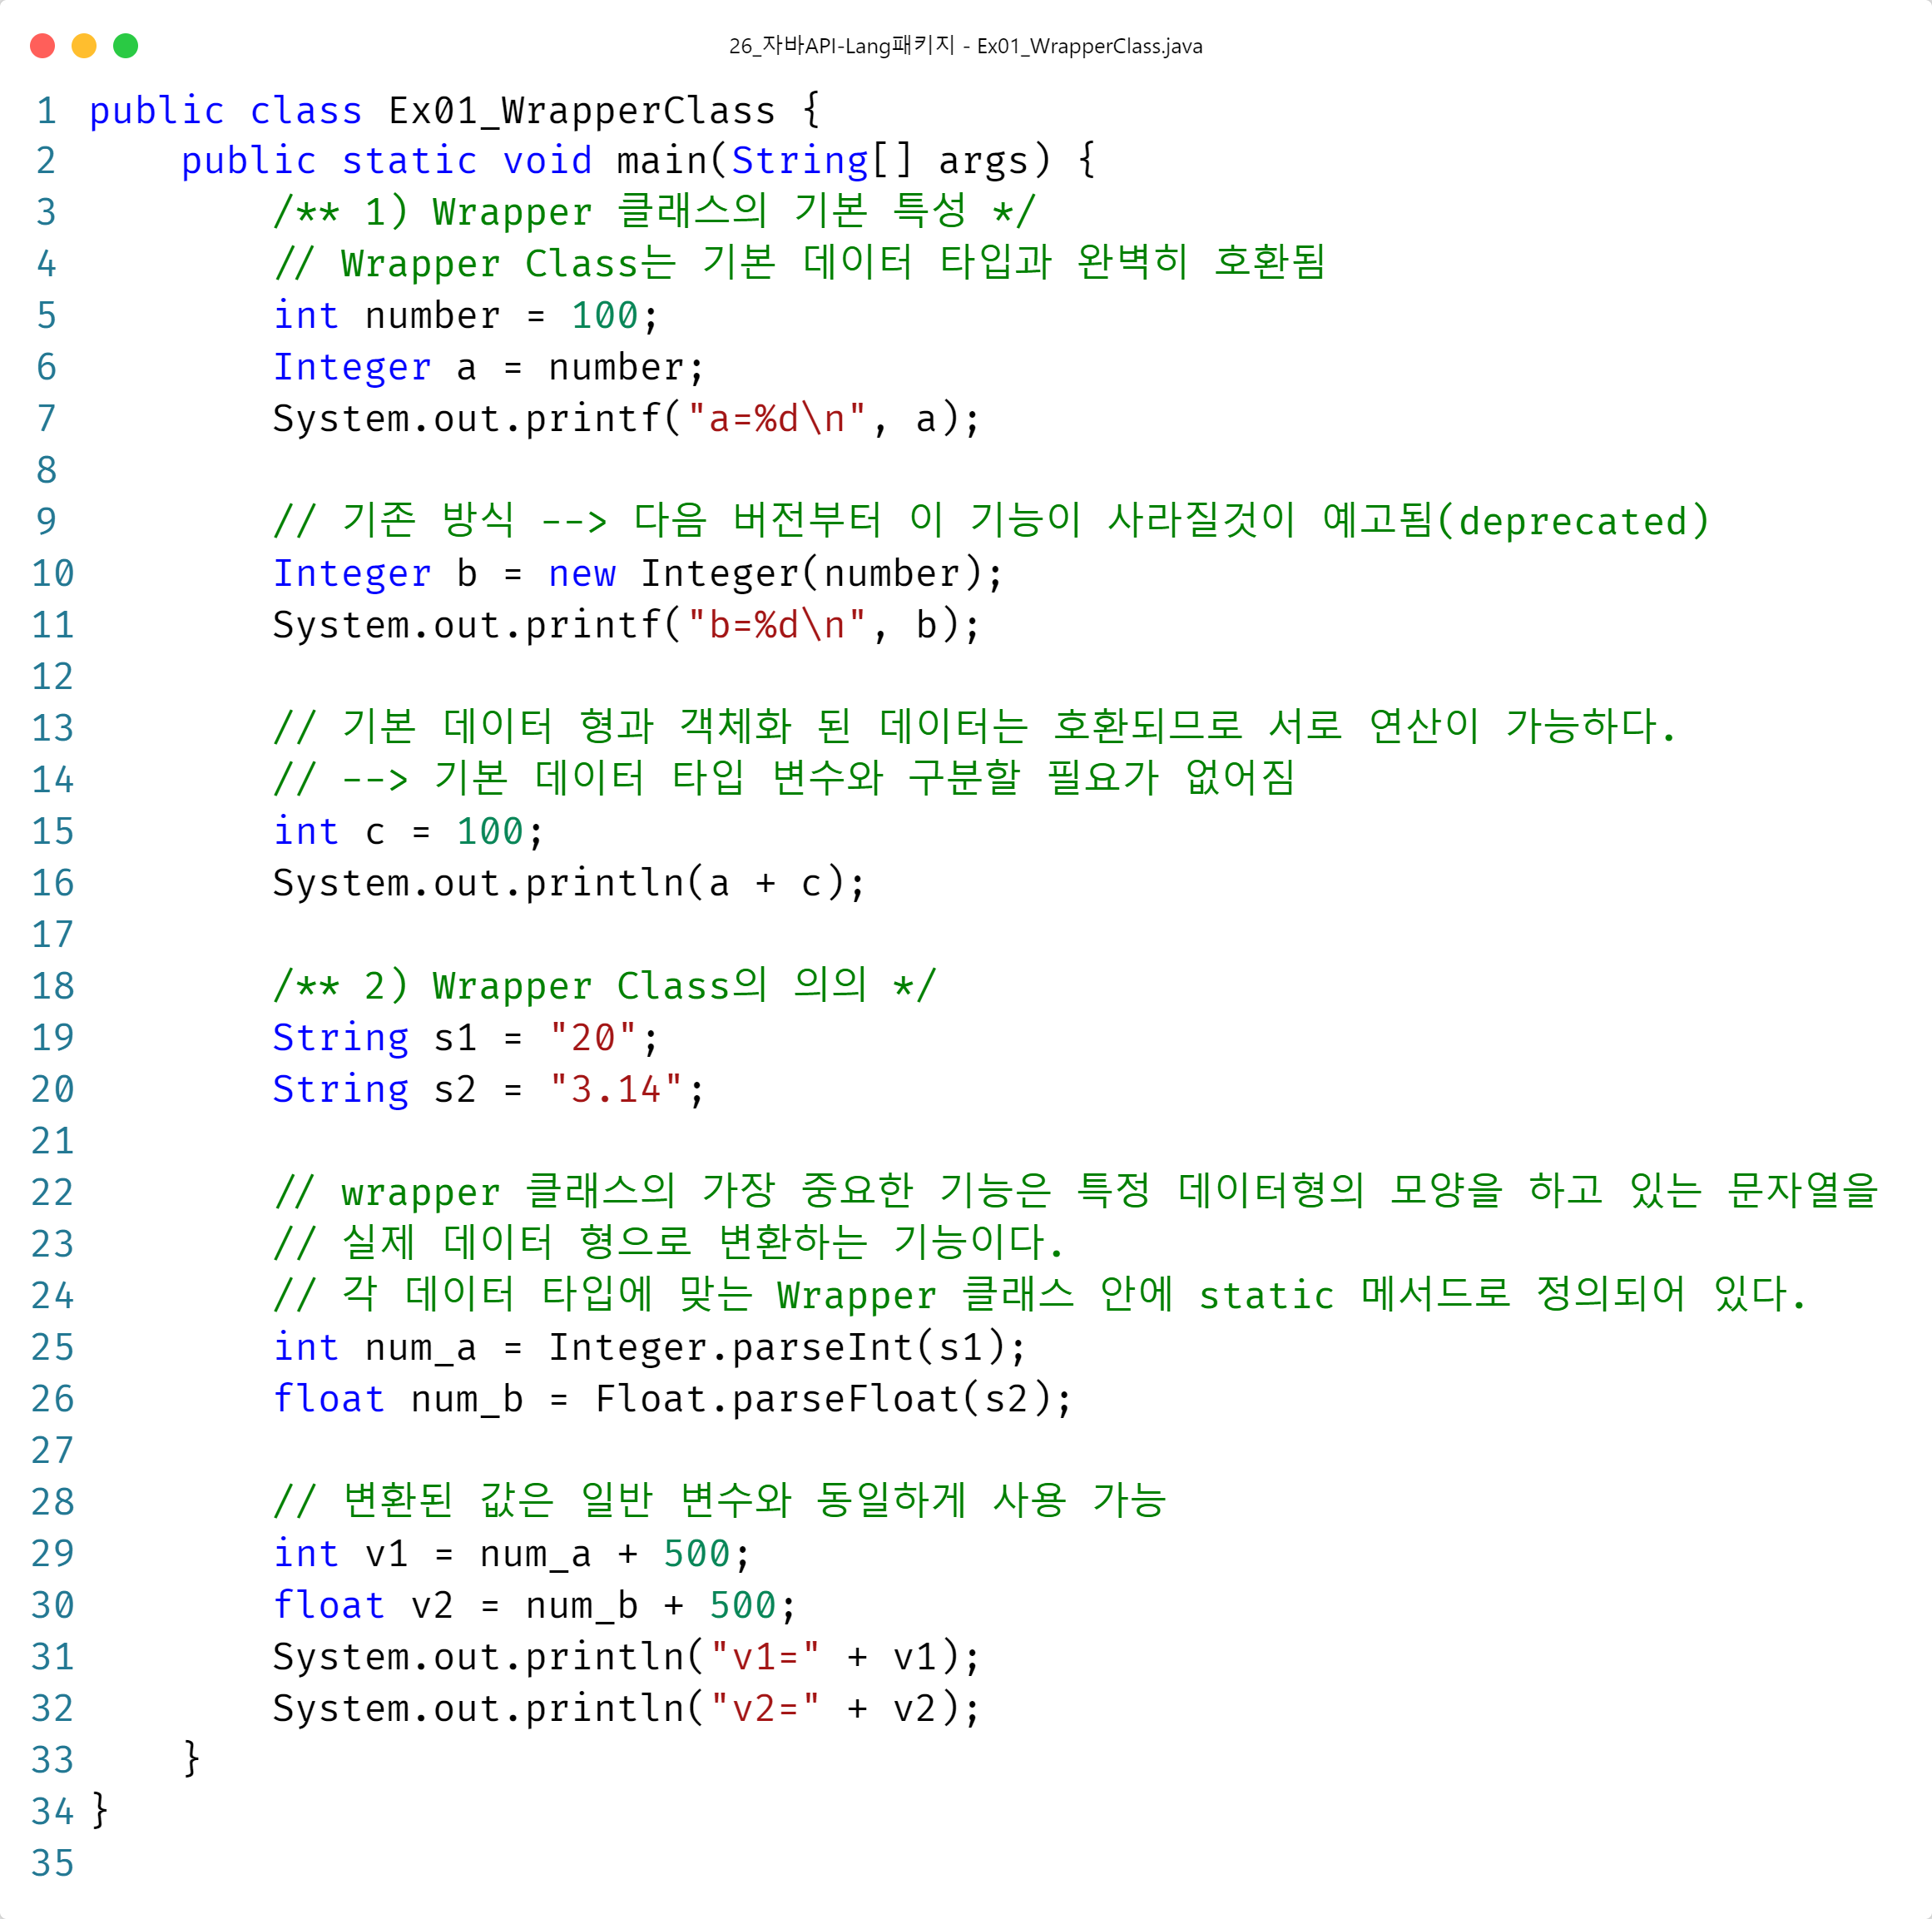 26_자바API-Lang패키지 - Ex01_WrapperClass.java
1 public class Ex01_WrapperClass {
2     public static void main(String[] args) {
3         /** 1) Wrapper 클래스의 기본 특성 */
4         // Wrapper Class는 기본 데이터 타입과 완벽히 호환됨
5         int number = 100;
6         Integer a = number;
7         System.out.printf("a=%d\n", a);
8
9         // 기존 방식 --> 다음 버전부터 이 기능이 사라질것이 예고됨(deprecated)
10         Integer b = new Integer(number);
11         System.out.printf("b=%d\n", b);
12
13         // 기본 데이터 형과 객체화 된 데이터는 호환되므로 서로 연산이 가능하다.
14         // --> 기본 데이터 타입 변수와 구분할 필요가 없어짐
15         int c = 100;
16         System.out.println(a + c);
17
18         /** 2) Wrapper Class의 의의 */
19         String s1 = "20";
20         String s2 = "3.14";
21
22         // wrapper 클래스의 가장 중요한 기능은 특정 데이터형의 모양을 하고 있는 문자열을
23         // 실제 데이터 형으로 변환하는 기능이다.
24         // 각 데이터 타입에 맞는 Wrapper 클래스 안에 static 메서드로 정의되어 있다.
25         int num_a = Integer.parseInt(s1);
26         float num_b = Float.parseFloat(s2);
27
28         // 변환된 값은 일반 변수와 동일하게 사용 가능
29         int v1 = num_a + 500;
30         float v2 = num_b + 500;
31         System.out.println("v1=" + v1);
32         System.out.println("v2=" + v2);
33     }
34 }
35